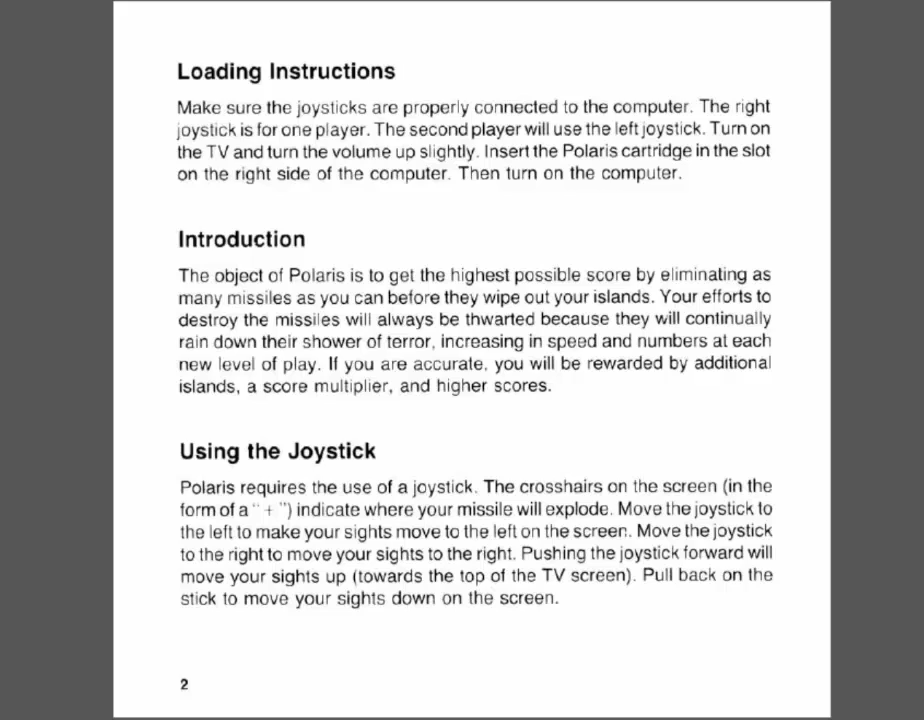 Loading Instructions
Make sure the joysticks are properly connected to the computer. The right
joystick is for one player. The second player will use the left joystick. Turn on
the TV and turn the volume up slightly. Insert the Polaris cartridge in the slot
on the right side of the computer. Then turn on the computer.
Introduction
The object of Polaris is to get the highest possible score by eliminating as
many missiles as you can before they wipe out your islands. Your efforts to
destroy the missiles will always be thwarted because they will continually
rain down their shower of terror, increasing in speed and numbers at each
new level of play. If you are accurate, you will be rewarded by additional
islands, a score multiplier, and higher scores.
Using the Joystick
Polaris requires the use of a joystick. The crosshairs on the screen (in the
form of a " + ") indicate where your missile will explode. Move the joystick to
the left to make your sights move to the left on the screen. Move the joystick
to the right to move your sights to the right. Pushing the joystick forward will
move your sights up (towards the top of the TV screen). Pull back on the
stick to move your sights down on the screen.
2